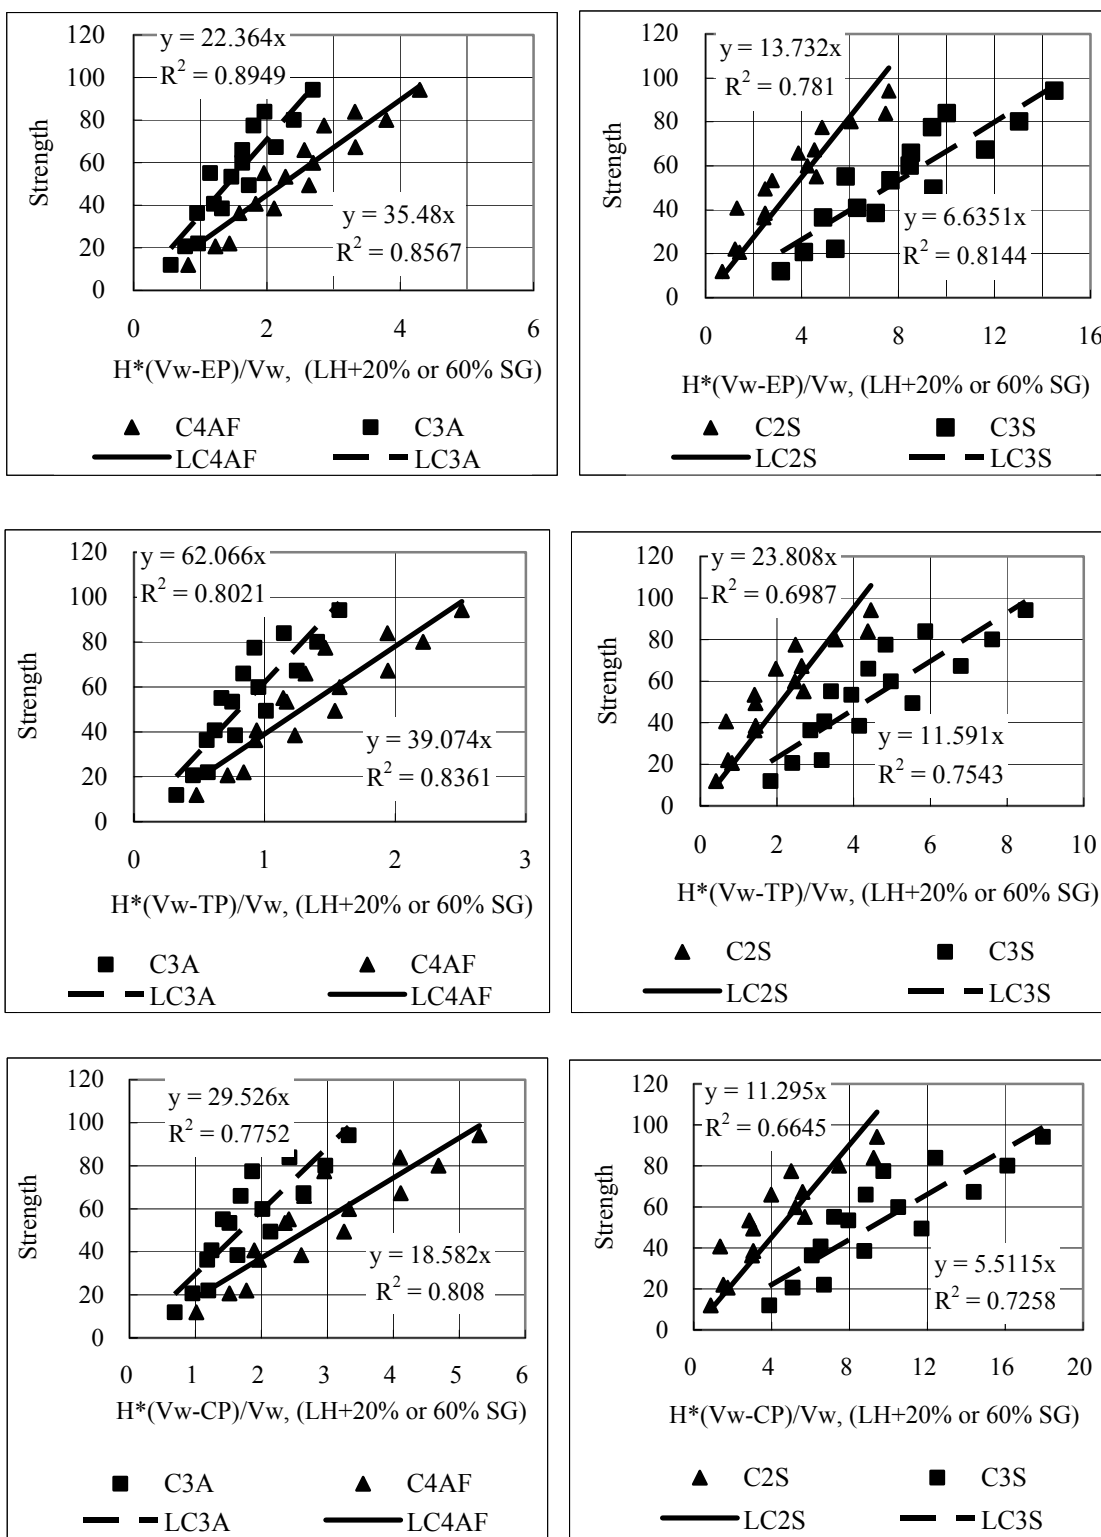 y = 22.364x
R² = 0.8949
y = 35.48x
R² = 0.8567
120
100
80
60
40
20
0
Strength
0 2 4 6
H*(Vw-EP)/Vw, (LH+20% or 60% SG)
C4AF C3A
LC4AF LC3A
y = 13.732x
R² = 0.781
y = 6.6351x
R² = 0.8144
120
100
80
60
40
20
0
Strength
0 4 8 12 16
H*(Vw-EP)/Vw, (LH+20% or 60% SG)
C2S C3S
LC2S LC3S
y = 62.066x
R² = 0.8021
y = 39.074x
R² = 0.8361
120
100
80
60
40
20
0
Strength
0 1 2 3
H*(Vw-TP)/Vw, (LH+20% or 60% SG)
C3A C4AF
LC3A LC4AF
y = 23.808x
R² = 0.6987
y = 11.591x
R² = 0.7543
120
100
80
60
40
20
0
Strength
0 2 4 6 8 10
H*(Vw-TP)/Vw, (LH+20% or 60% SG)
C2S C3S
LC2S LC3S
y = 29.526x
R² = 0.7752
y = 18.582x
R² = 0.808
120
100
80
60
40
20
0
Strength
0 1 2 3 4 5 6
H*(Vw-CP)/Vw, (LH+20% or 60% SG)
C3A C4AF
LC3A LC4AF
y = 11.295x
R² = 0.6645
y = 5.5115x
R² = 0.7258
120
100
80
60
40
20
0
Strength
0 4 8 12 16 20
H*(Vw-CP)/Vw, (LH+20% or 60% SG)
C2S C3S
LC2S LC3S